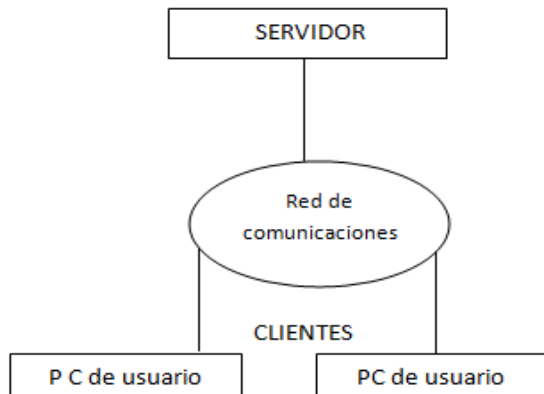 SERVIDOR
Red de
comunicaciones
CLIENTES
P C de usuario
PC de usuario